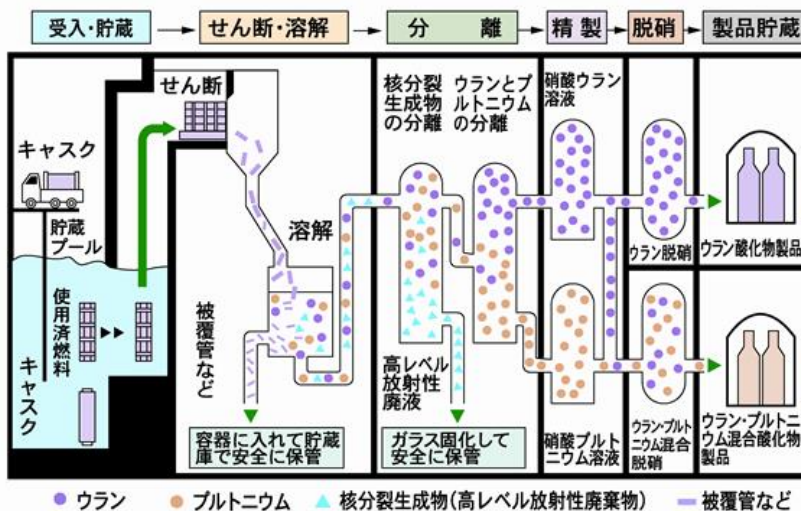 受入・貯蔵
せん断・溶解
分離
精製
脱硝
製品貯蔵
キャスク
貯蔵
プール
使用済燃料
キャスク
せん断
溶解
被覆管など
容器に入れて貯蔵
庫で安全に保管
核分裂
生成物
の分離
ウランとプ
ルトニウム
の分離
高レベル
放射性
廃液
ガラス固化して
安全に保管
硝酸ウラン
溶液
硝酸プルト
ニウム溶液
ウラン脱硝
ウラン・プルト
ニウム混合
脱硝
ウラン酸化物製品
ウラン・プルトニ
ウム混合酸化物
製品
ウラン
プルトニウム
核分裂生成物(高レベル放射性廃棄物)
被覆管など